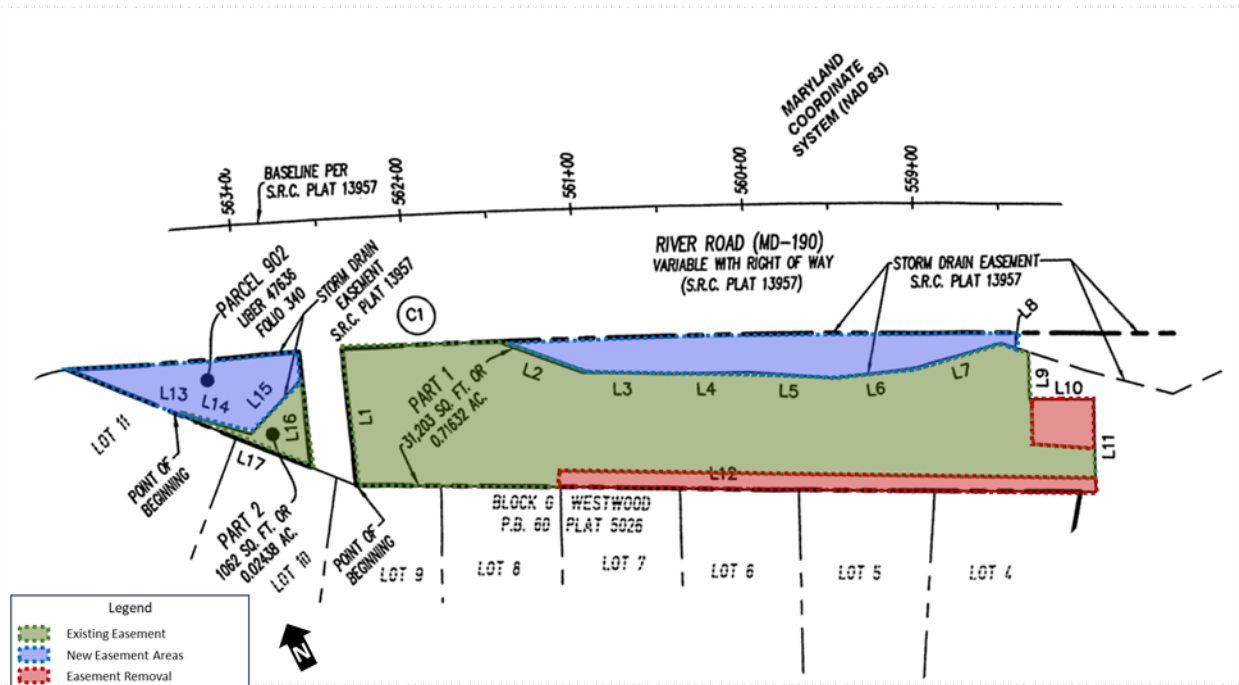 MARYLAND
COORDINATE
SYSTEM (NAD 83)
563+00
BASELINE PER
S.R.C. PLAT 13957
562+00
561+00
560+00
559+00
RIVER ROAD (MD-190)
VARIABLE WITH RIGHT OF WAY
(S.R.C. PLAT 13957)
STORM DRAIN EASEMENT
S.R.C. PLAT 13957
PARCEL 902
LIBER 47636
FOLIO 340
STORM DRAIN
EASEMENT
S.R.C. PLAT 13957
C1
L8
L13
L14
L15
L16
L17
L1
L2
L3
L4
L5
L6
L7
L9
L10
L11
L12
PART 1
31,203 SQ. FT. OR
0.71632 AC.
LOT 11
POINT OF
BEGINNING
PART 2
1062 SQ. FT. OR
0.02438 AC.
LOT 10
POINT OF
BEGINNING
BLOCK G WESTWOOD
P.B. 60 PLAT 5026
LOT 9
LOT 8
LOT 7
LOT 6
LOT 5
LOT 4
N
Legend
Existing Easement
New Easement Areas
Easement Removal